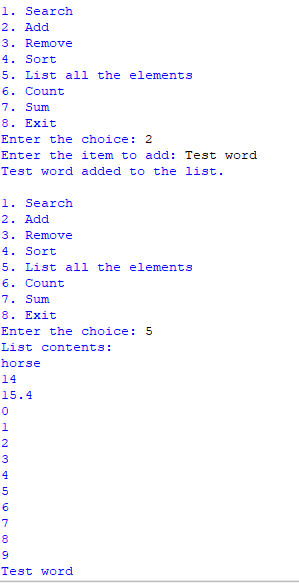 1. Search
2. Add
3. Remove
4. Sort
5. List all the elements
6. Count
7. Sum
8. Exit
Enter the choice: 2
Enter the item to add: Test word
Test word added to the list.
1. Search
2. Add
3. Remove
4. Sort
5. List all the elements
6. Count
7. Sum
8. Exit
Enter the choice: 5
List contents:
horse
14
15.4
0
1
2
3
4
5
6
7
8
9
Test word